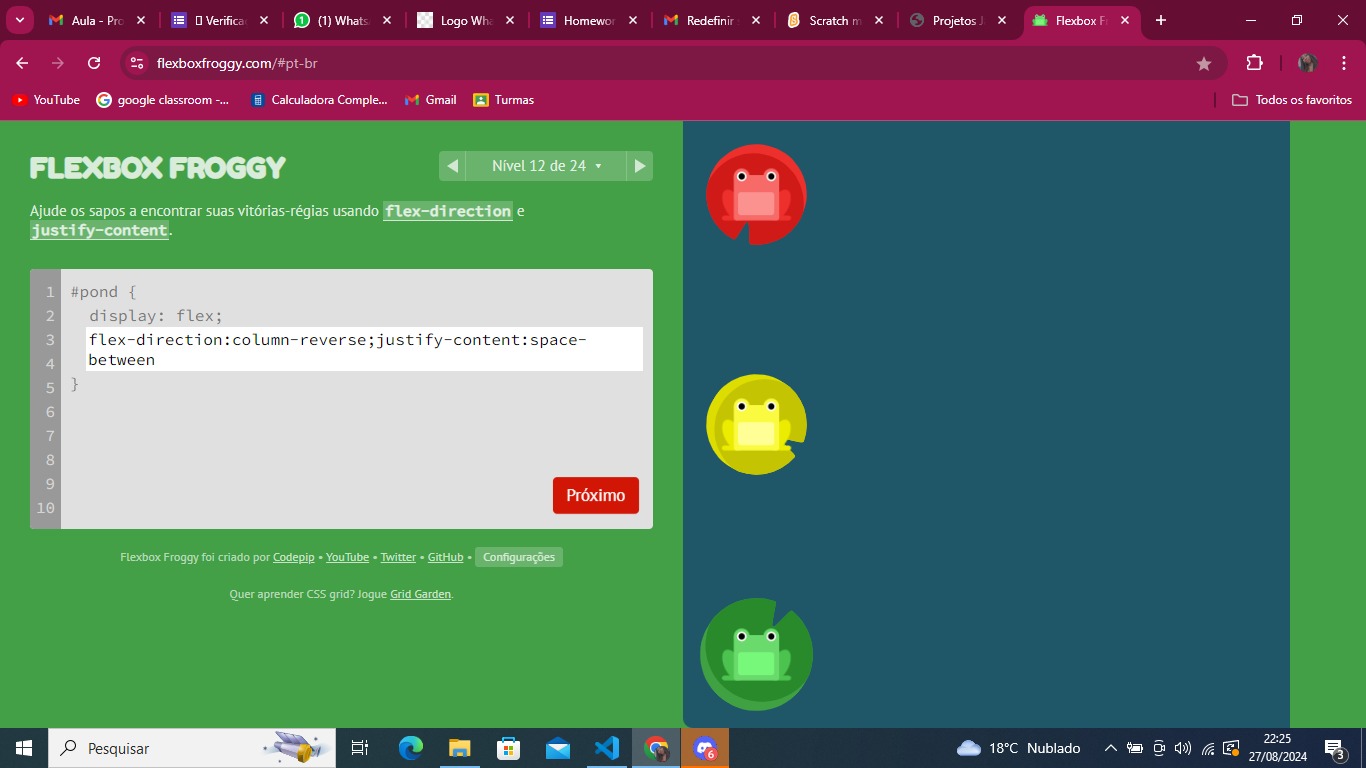 Aula - Pro
Verifica
(1) Whats
Logo Wha
Homewor
Redefinir
Scratch m
Projetos J
Flexbox Fr
flexboxfroggy.com/#pt-br
YouTube
google classroom -...
Calculadora Comple...
Gmail
Turmas
Todos os favoritos
FLEXBOX FROGGY
Nível 12 de 24
Ajude os sapos a encontrar suas vitórias-régias usando flex-direction e
justify-content.
1 #pond {
2 display: flex;
3 flex-direction:column-reverse;justify-content:space-
4 between
5 }
6
7
8
9
10
Próximo
Flexbox Froggy foi criado por Codepip • YouTube • Twitter • GitHub • Configurações
Quer aprender CSS grid? Jogue Grid Garden.
Pesquisar
6
18°C Nublado
22:25
27/08/2024
3